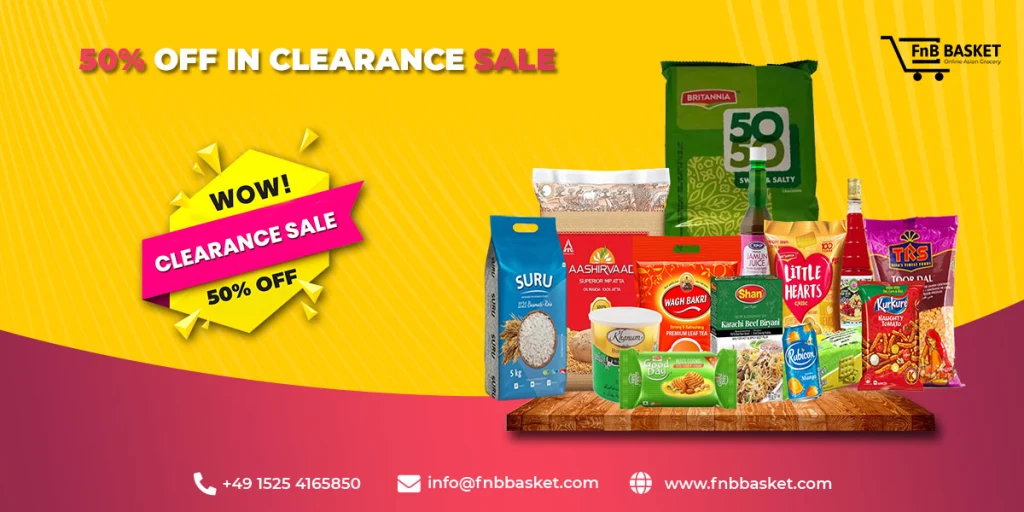 50% OFF IN CLEARANCE SALE
FnB BASKET
Online Asian Grocery
WOW!
CLEARANCE SALE
50% OFF
BRITANNIA
50
50
SWEET & SALTY
SURU
5 kg
AASHIRVAAD
SUPERIOR MP ATTA
WAGH BAKRI
PREMIUM LEAF TEA
Khanum
Good Day
Shan
Karachi Beef Biryani
JAMUN
JUICE
LITTLE
HEARTS
CLASSIC
Rubicon
Mango
TRS
TOOR DAL
KurKure
NAUGHTY
TOMATO
+49 1525 4165850
info@fnbbasket.com
www.fnbbasket.com